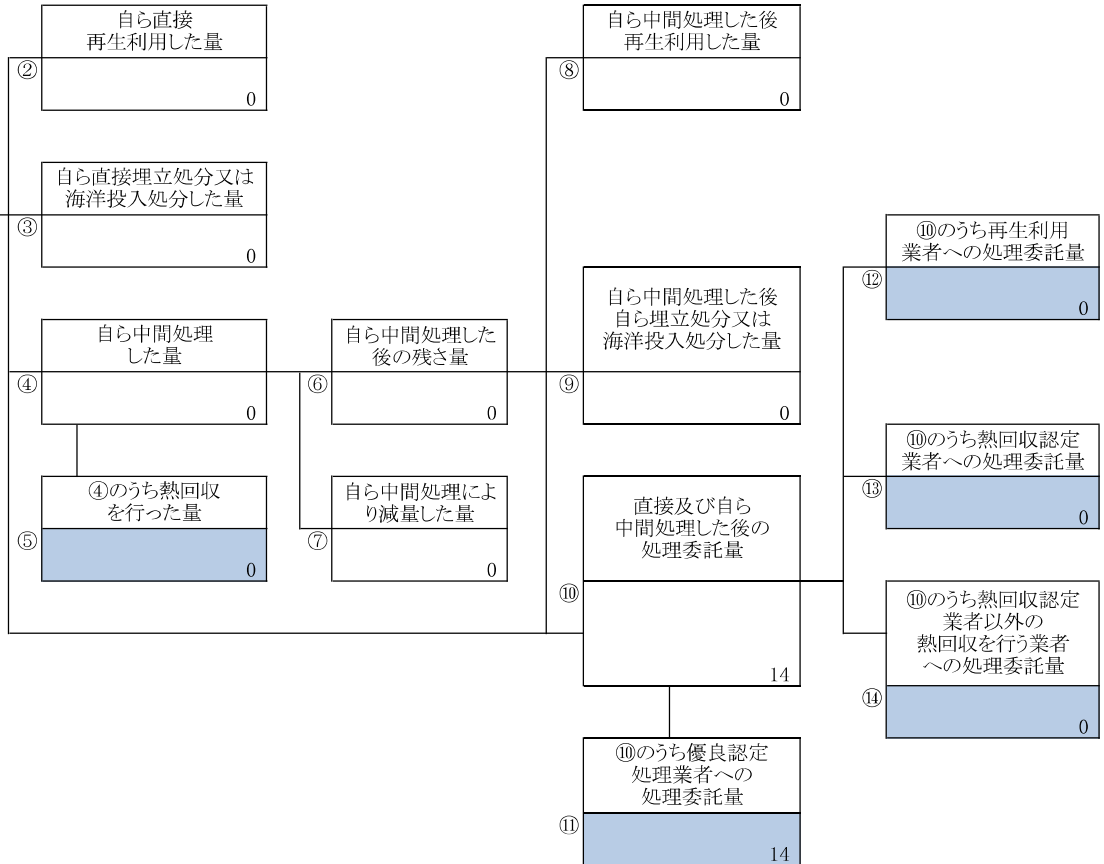 自ら直接
再生利用した量
②
0
自ら直接埋立処分又は
海洋投入処分した量
③
0
自ら中間処理
した量
④
0
④のうち熱回収
を行った量
⑤
0
自ら中間処理した
後の残さ量
⑥
0
自ら中間処理によ
り減量した量
⑦
0
自ら中間処理した後
再生利用した量
⑧
0
自ら中間処理した後
自ら埋立処分又は
海洋投入処分した量
⑨
0
直接及び自ら
中間処理した後の
処理委託量
⑩
14
⑩のうち優良認定
処理業者への
処理委託量
⑪
14
⑩のうち再生利用
業者への処理委託量
⑫
0
⑩のうち熱回収認定
業者への処理委託量
⑬
0
⑩のうち熱回収認定
業者以外の
熱回収を行う業者
への処理委託量
⑭
0